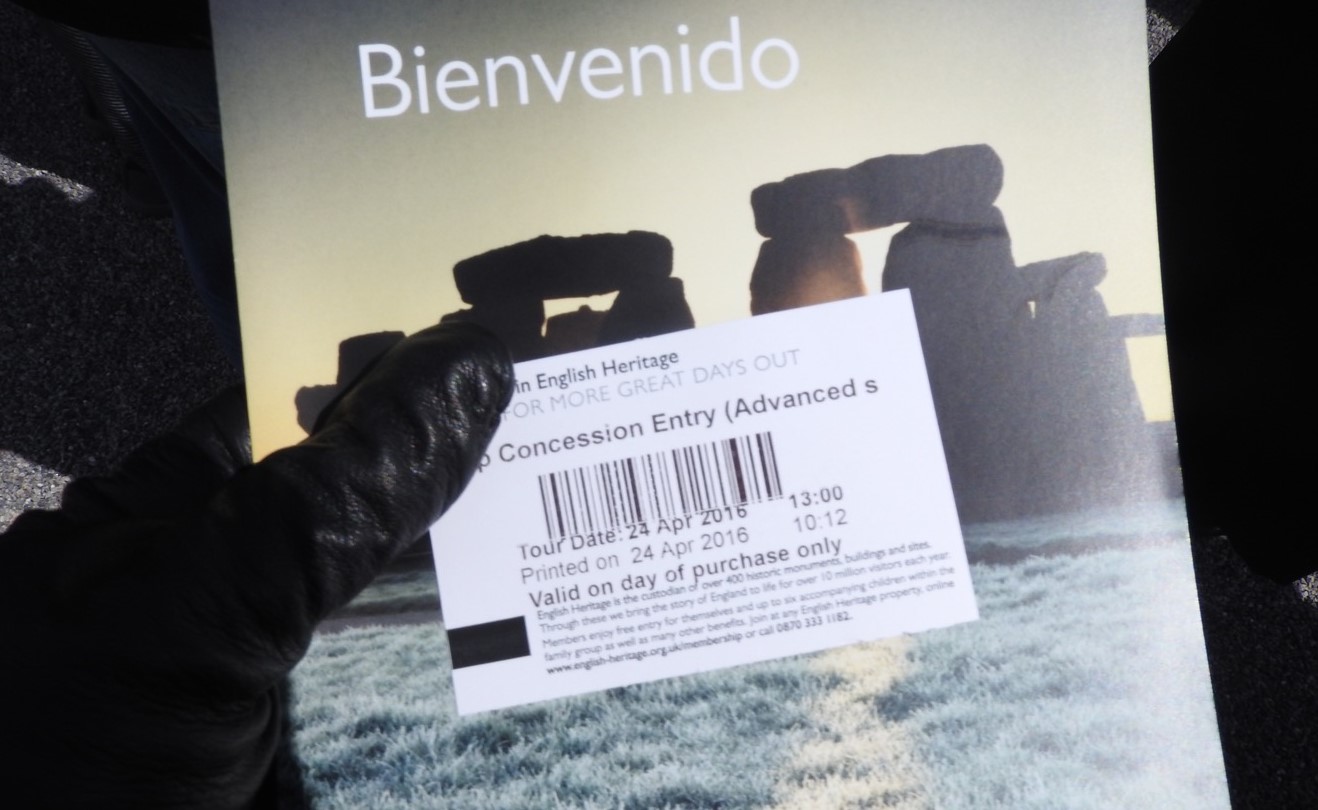 Bienvenido
in English Heritage
FOR MORE GREAT DAYS OUT
p Concession Entry (Advanced s
Tour Date: 24 Apr 2016 13:00
Printed on 24 Apr 2016 10:12
Valid on day of purchase only
English Heritage is the custodian of over 400 historic monuments, buildings and sites.
Through these we bring the story of England to life for over 10 million visitors each year.
Members enjoy free entry for themselves and up to six accompanying children within the
family group as well as many other benefits. Join at any English Heritage property, online
www.english-heritage.org.uk/membership or call 0870 333 1182.